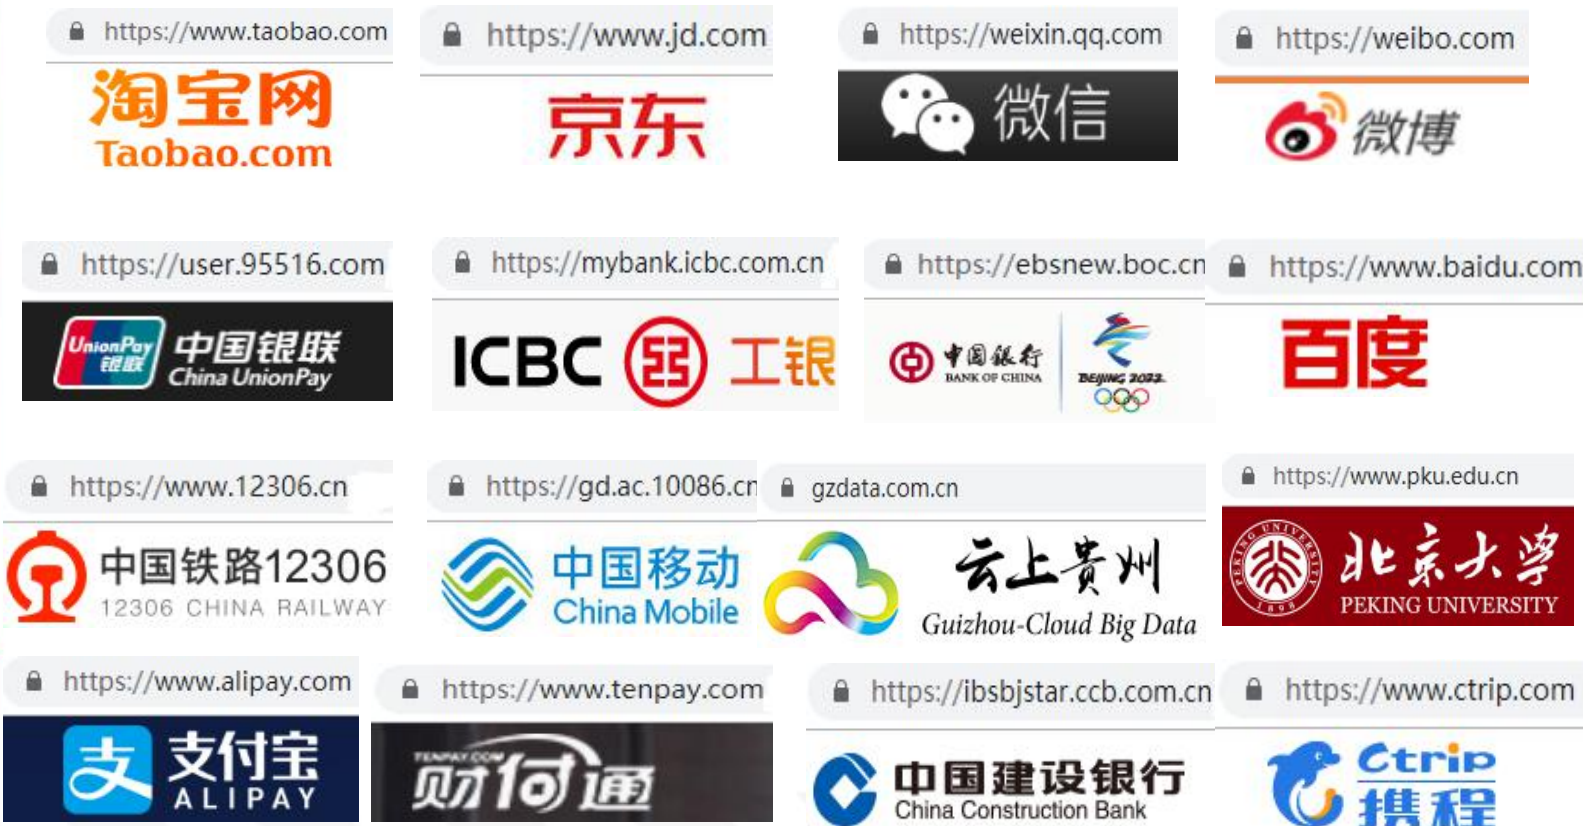 https://www.taobao.com
淘宝网
Taobao.com
https://www.jd.com
京东
https://weixin.qq.com
微信
https://weibo.com
微博
https://user.95516.com
UnionPay
银联
中国银联
China UnionPay
https://mybank.icbc.com.cn
ICBC 工银
https://ebsnew.boc.cn
中国银行
BANK OF CHINA
BEIJING 2022
https://www.baidu.com
百度
https://www.12306.cn
中国铁路12306
12306 CHINA RAILWAY
https://gd.ac.10086.cn
中国移动
China Mobile
gzdata.com.cn
云上贵州
Guizhou-Cloud Big Data
https://www.pku.edu.cn
PEKING UNIVERSITY
1898
北京大学
PEKING UNIVERSITY
https://www.alipay.com
支 支付宝
ALIPAY
https://www.tenpay.com
TENPAY.COM
财付通
https://ibsbjstar.ccb.com.cn
中国建设银行
China Construction Bank
https://www.ctrip.com
Ctrip
携程